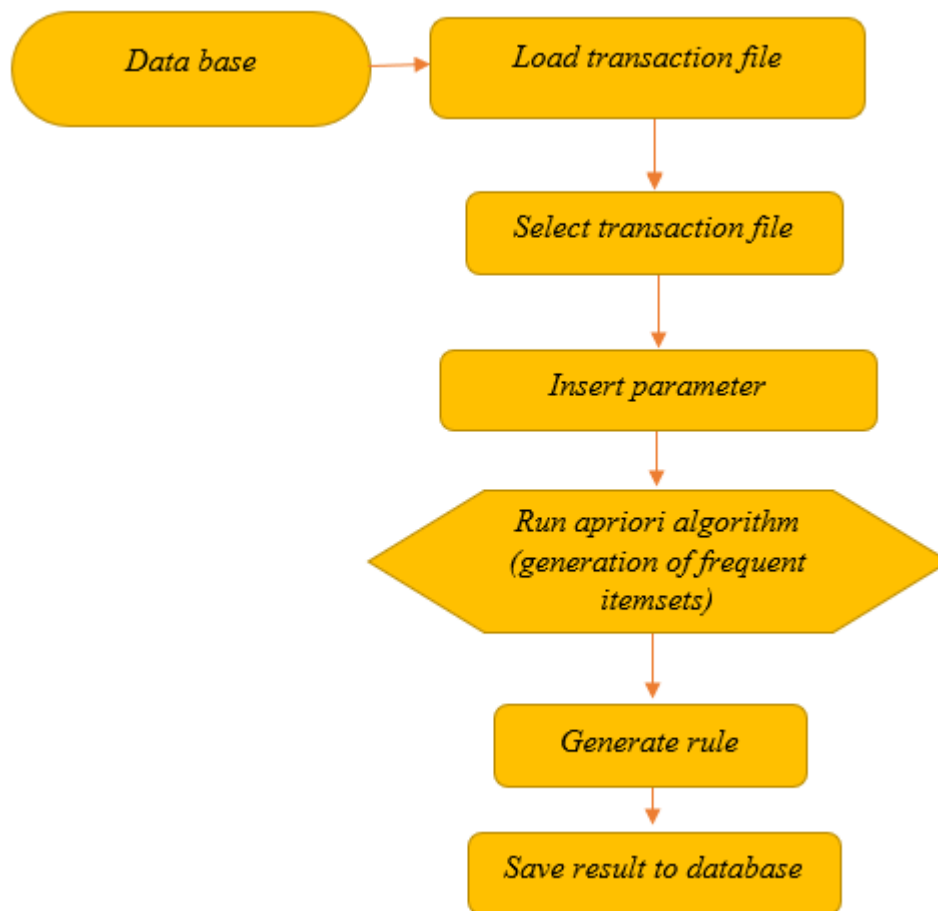 Data base
Load transaction file
Select transaction file
Insert parameter
Run apriori algorithm
(generation of frequent
itemsets)
Generate rule
Save result to database